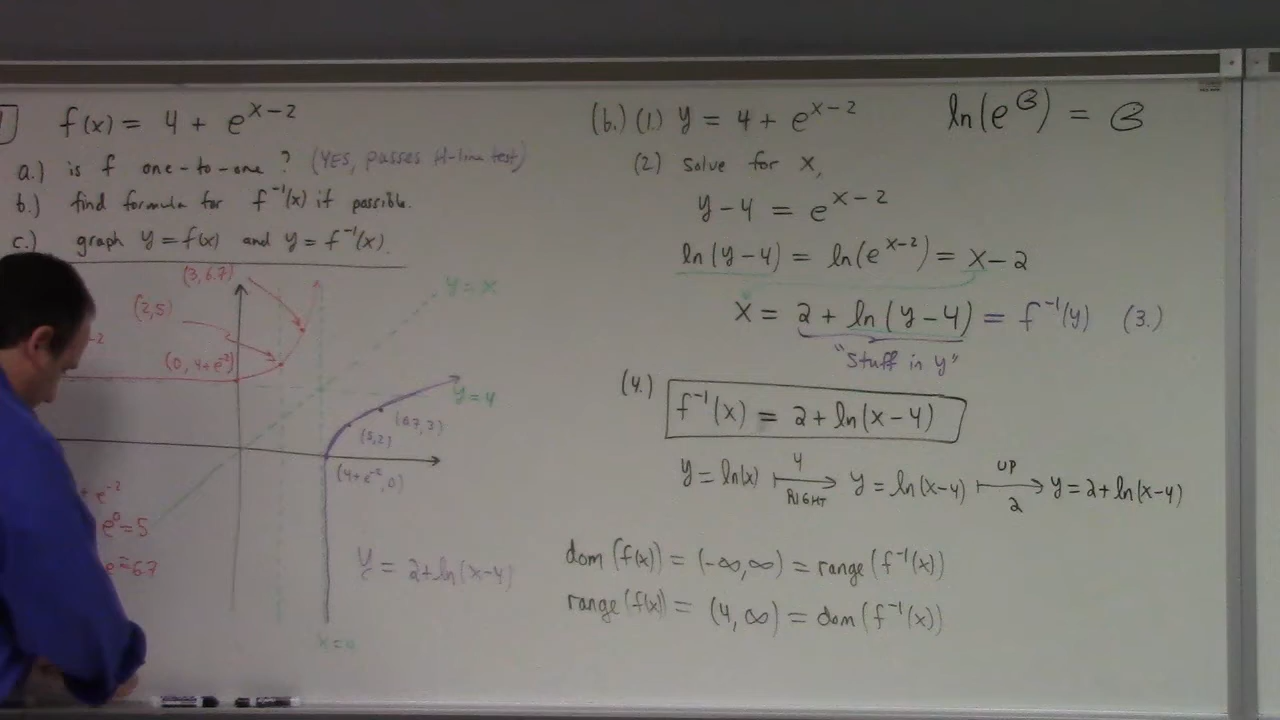 f(x) = 4 + e^{x-2}
a.) is f one-to-one? (YES, passes H-line test)
b.) find formula for f⁻¹(x) if possible.
c.) graph y = f(x) and y = f⁻¹(x).
(3, 6.7)
(2,5)
(0, 4+e⁻²)
y = x
y = 4
(6.7, 3)
(5,2)
(4+e⁻², 0)
e⁻²
e⁰ = 5
6.7
y = 2+ln(x-4)
x = 4
(b.) (1.) y = 4 + e^{x-2}
ln(e^{☺}) = ☺
(2) solve for x,
y - 4 = e^{x-2}
ln(y-4) = ln(e^{x-2}) = x-2
x = 2 + ln(y-4) = f⁻¹(y) (3.)
"Stuff in y"
(4.) f⁻¹(x) = 2 + ln(x-4)
y = ln(x) ↦ 4 RIGHT y = ln(x-4) ↦ UP 2 y = 2+ln(x-4)
dom(f(x)) = (-∞,∞) = range(f⁻¹(x))
range(f(x)) = (4,∞) = dom(f⁻¹(x))